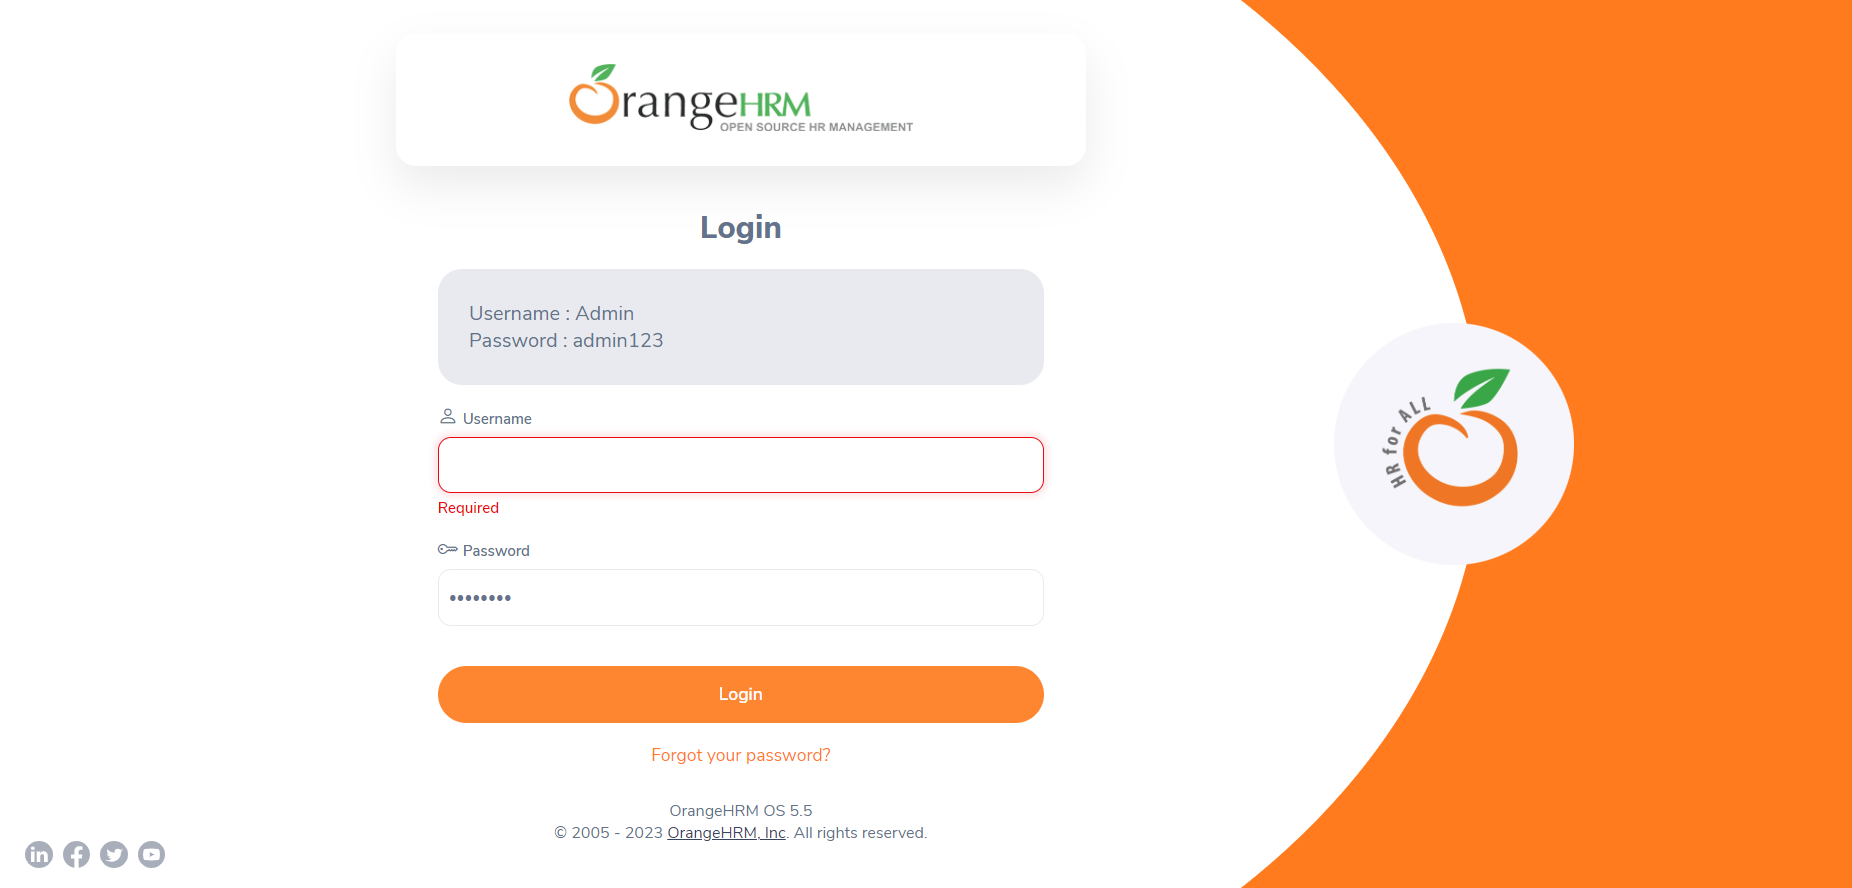 OrangeHRM
OPEN SOURCE HR MANAGEMENT
Login
Username : Admin
Password : admin123
Username
Required
Password
••••••••
Login
Forgot your password?
OrangeHRM OS 5.5
© 2005 - 2023 OrangeHRM, Inc. All rights reserved.
HR for ALL